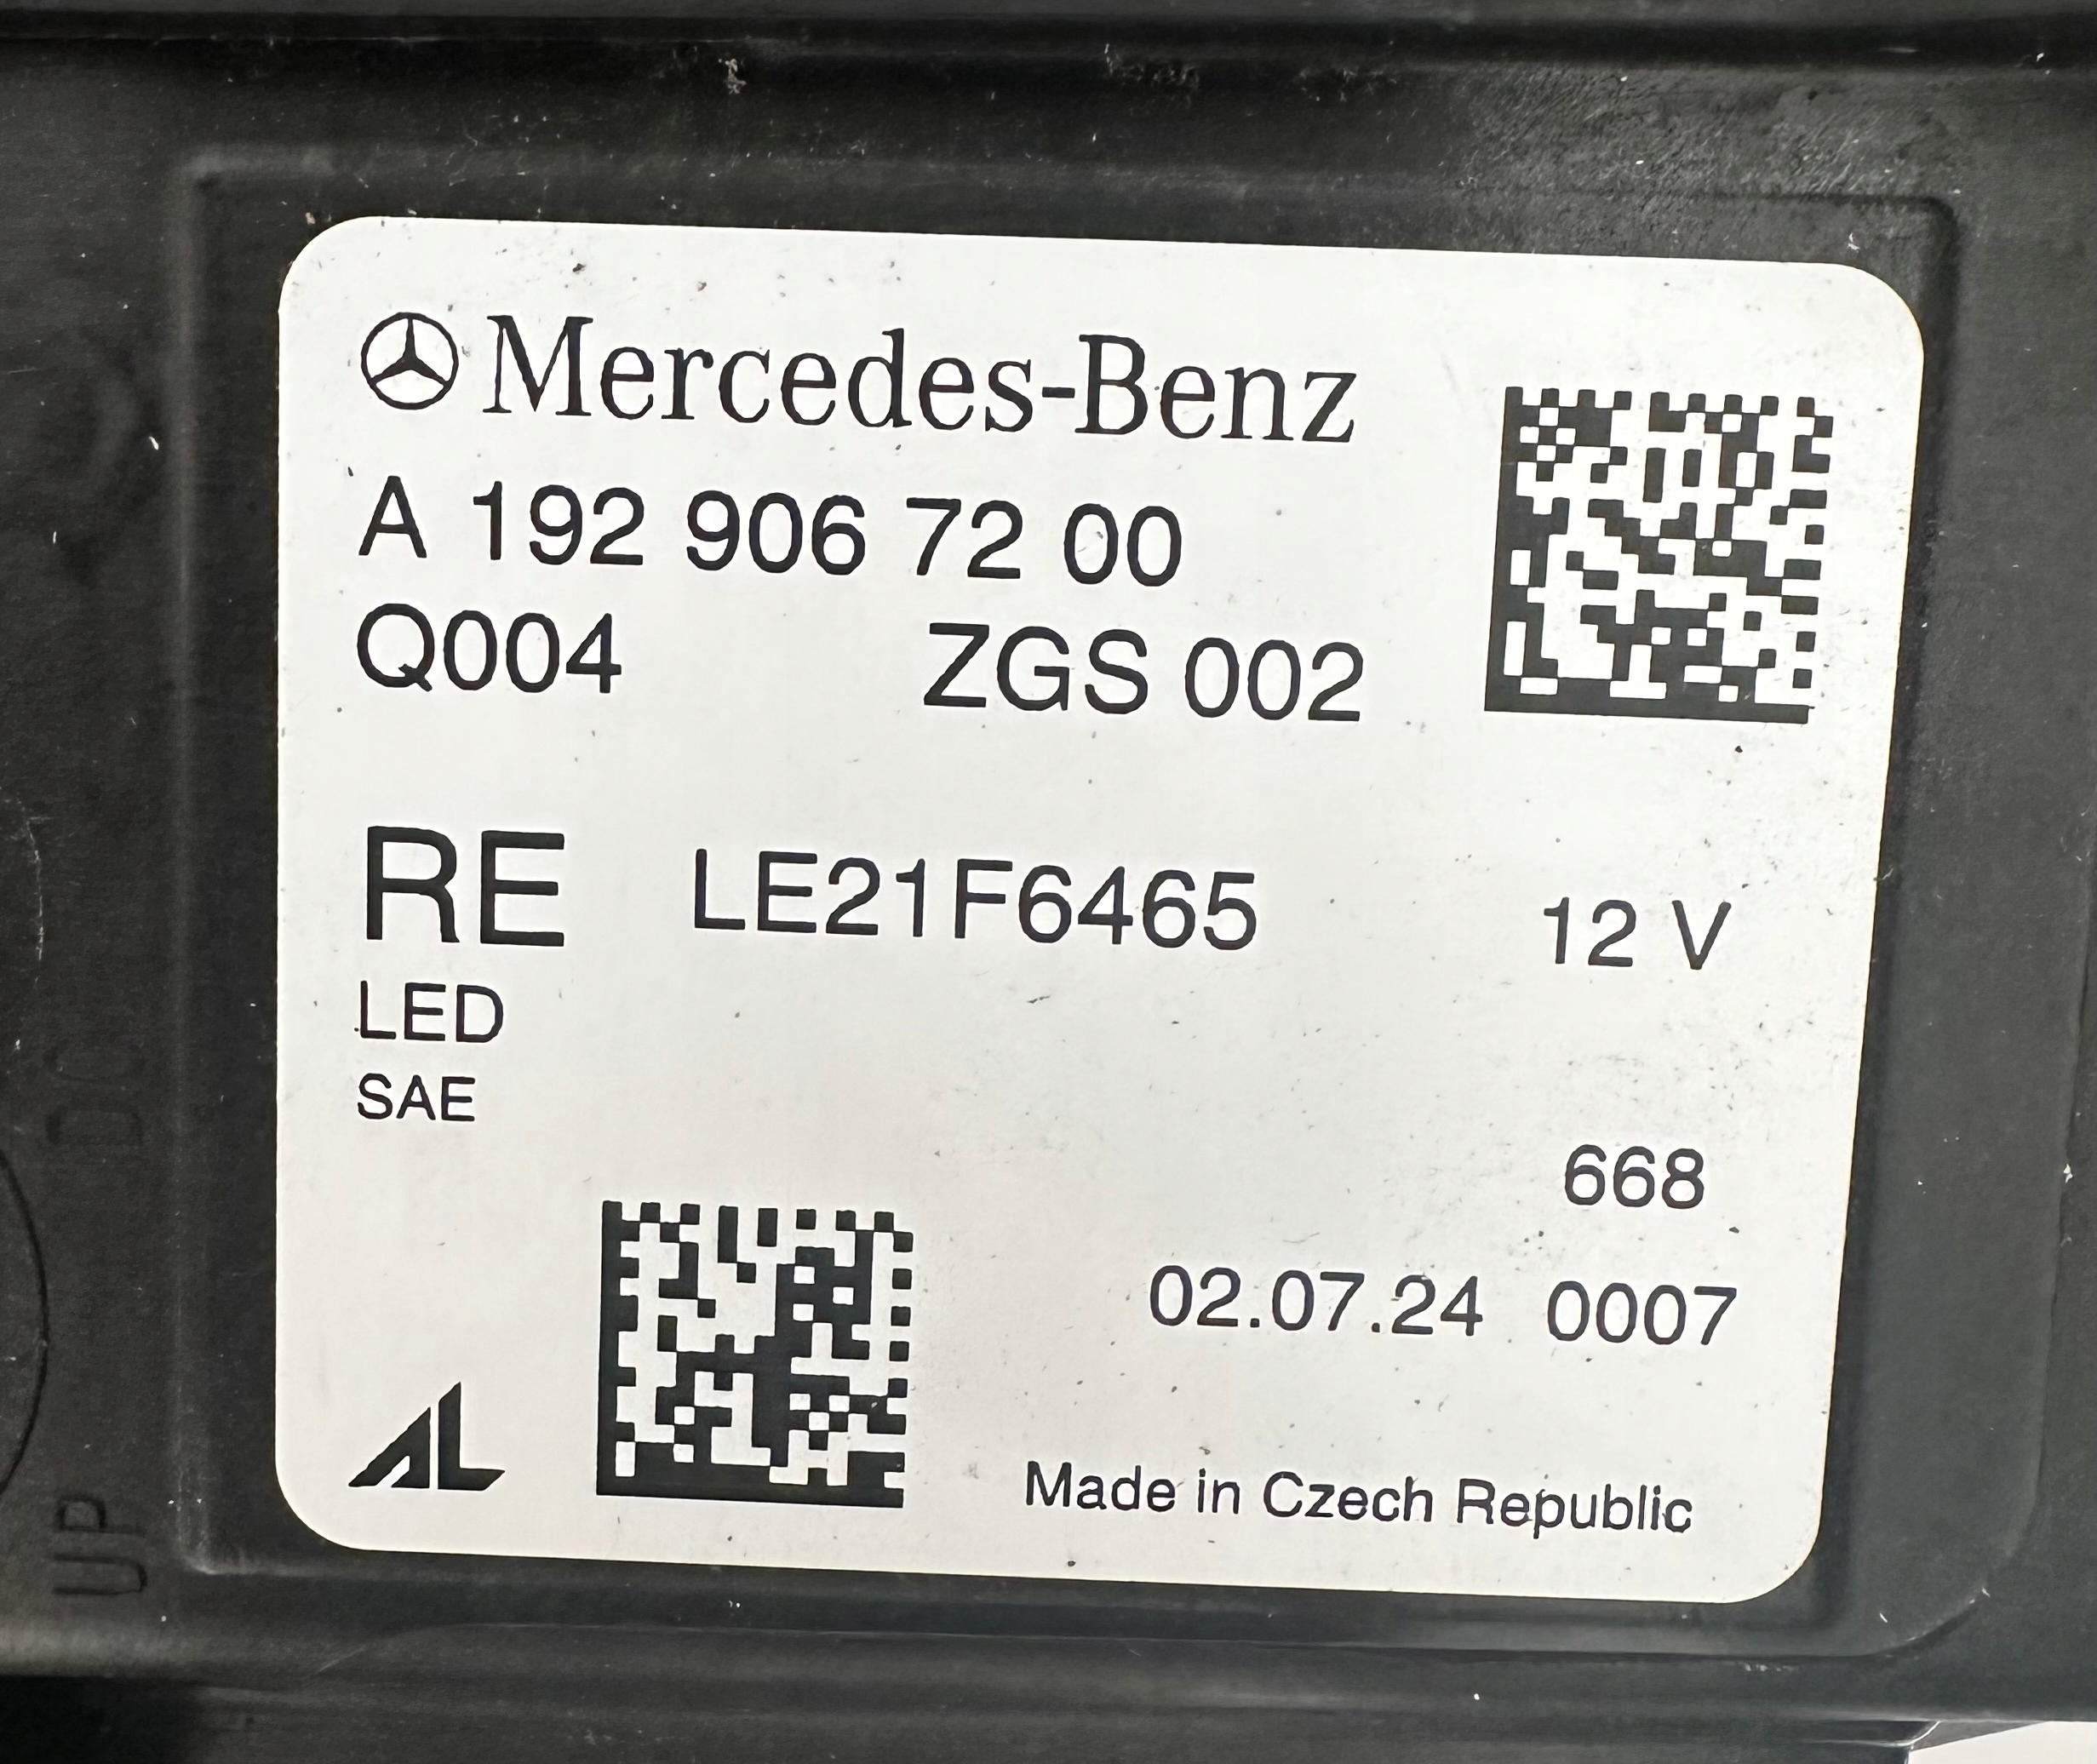 Mercedes-Benz
A 192 906 72 00
Q004 ZGS 002
RE LE21F6465 12 V
LED
SAE
668
02.07.24 0007
AL
Made in Czech Republic
UP